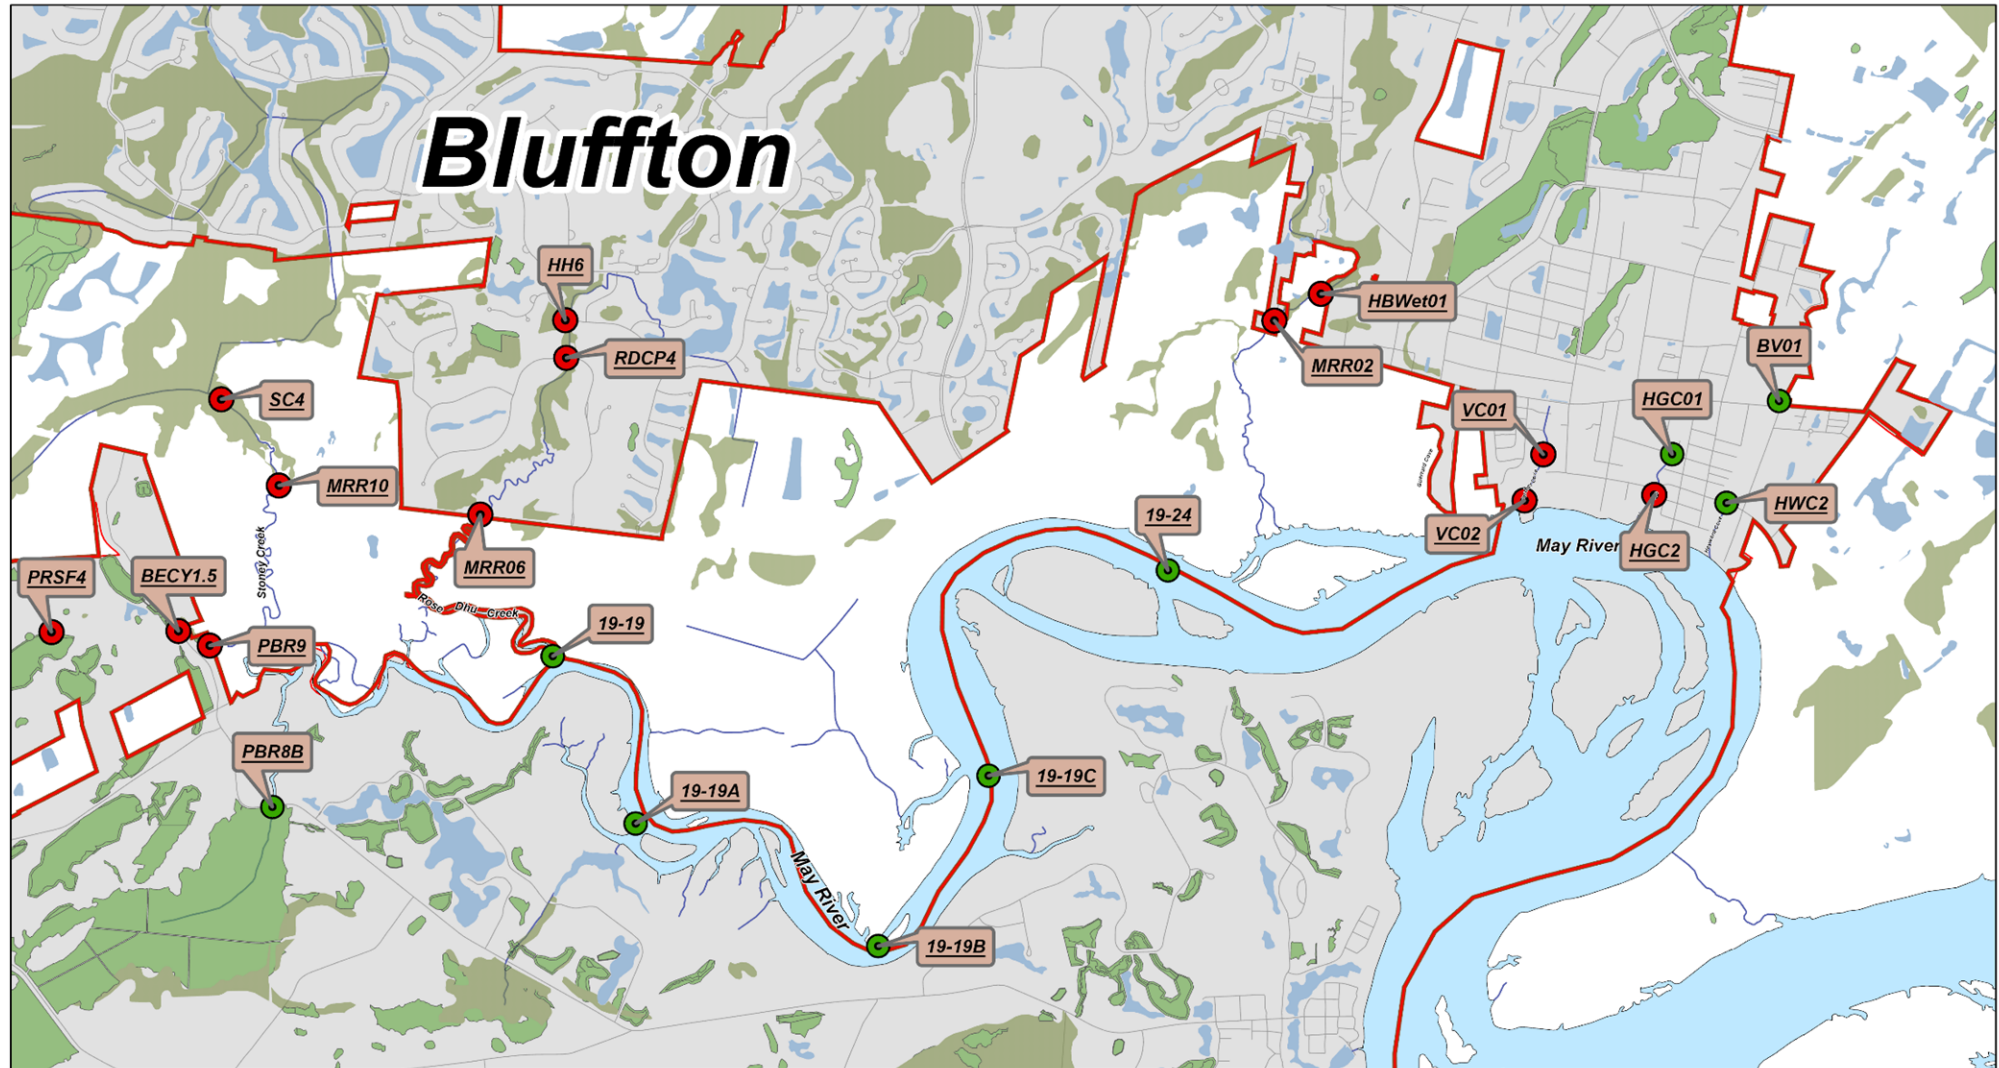 Bluffton
HH6
HBWet01
RDCP4
BV01
MRR02
SC4
VC01
HGC01
MRR10
19-24
HWC2
VC02
May River
HGC2
Stoney Creek
PRSF4
BECY1.5
MRR06
Rose Dhu Creek
19-19
PBR9
PBR8B
19-19A
19-19C
May River
19-19B